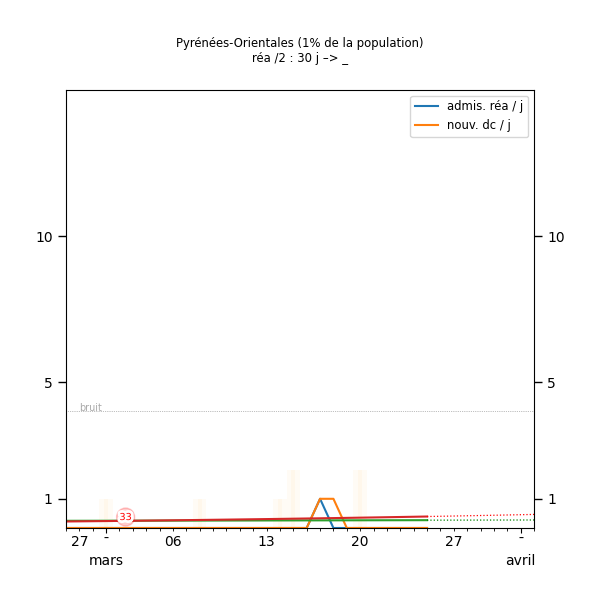 Pyrénées-Orientales (1% de la population)
réa /2 : 30 j –> _
admis. réa / j
nouv. dc / j
10 10
5 5
bruit
1 1
33
27 - 06 13 20 27 -
mars avril